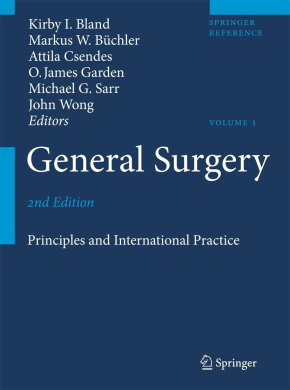 Kirby I. Bland
Markus W. Büchler
Attila Csendes
O. James Garden
Michael G. Sarr
John Wong
Editors
SPRINGER
REFERENCE
VOLUME 1
General Surgery
2nd Edition
Principles and International Practice
Springer